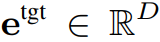 e^tgt ∈ ℝ^D